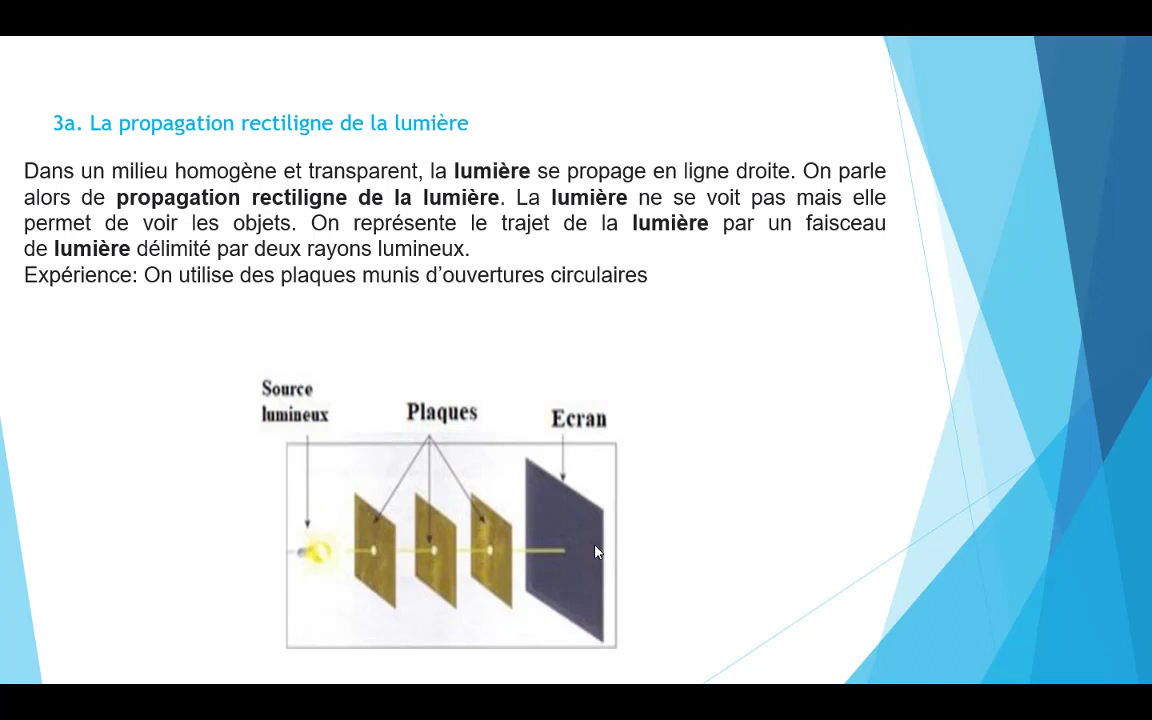 3a. La propagation rectiligne de la lumière
Dans un milieu homogène et transparent, la lumière se propage en ligne droite. On parle
alors de propagation rectiligne de la lumière. La lumière ne se voit pas mais elle
permet de voir les objets. On représente le trajet de la lumière par un faisceau
de lumière délimité par deux rayons lumineux.
Expérience: On utilise des plaques munis d’ouvertures circulaires
Source
lumineux
Plaques
Ecran